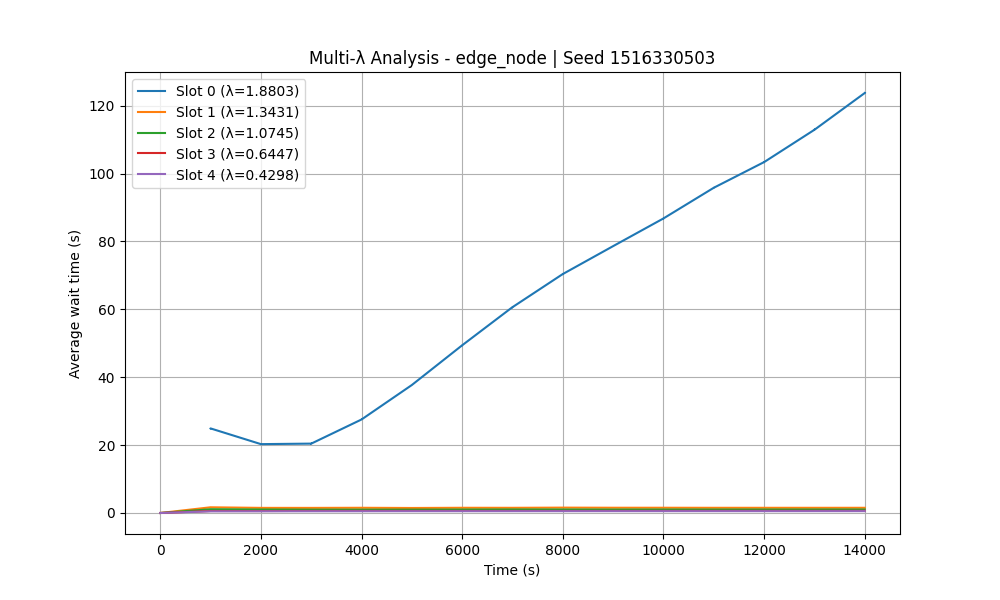 Multi-λ Analysis - edge_node | Seed 1516330503
Slot 0 (λ=1.8803)
Slot 1 (λ=1.3431)
Slot 2 (λ=1.0745)
Slot 3 (λ=0.6447)
Slot 4 (λ=0.4298)
Average wait time (s)
120
100
80
60
40
20
0
0 2000 4000 6000 8000 10000 12000 14000
Time (s)